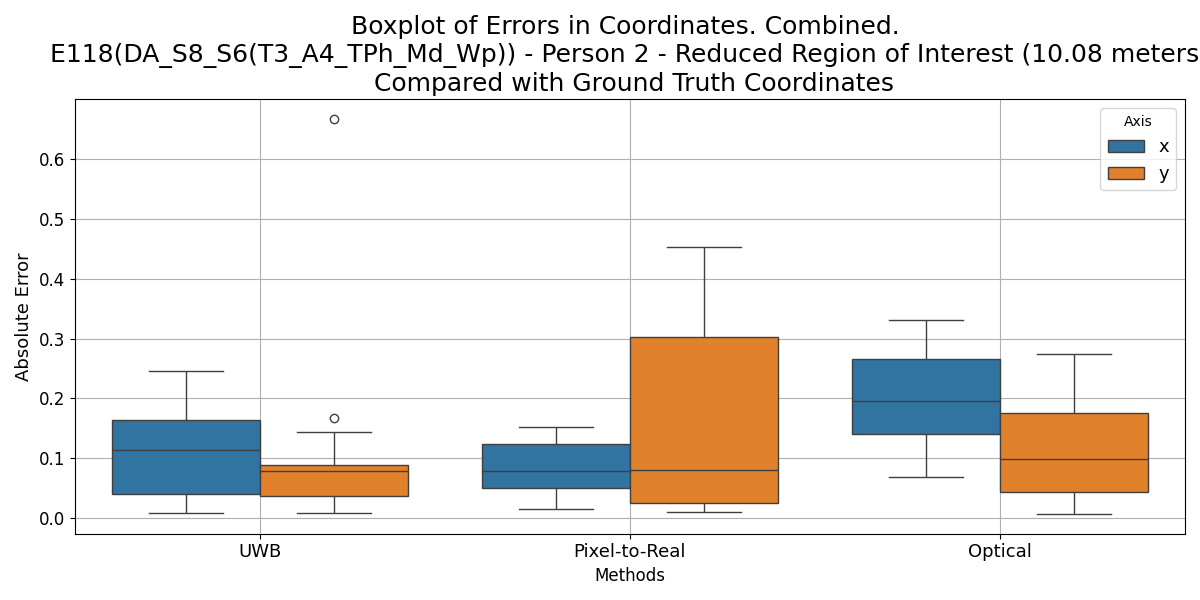 Boxplot of Errors in Coordinates. Combined.
E118(DA_S8_S6(T3_A4_TPh_Md_Wp)) - Person 2 - Reduced Region of Interest (10.08 meters
Compared with Ground Truth Coordinates
Axis
x
y
0.6
0.5
0.4
0.3
0.2
0.1
0.0
Absolute Error
UWB
Pixel-to-Real
Optical
Methods